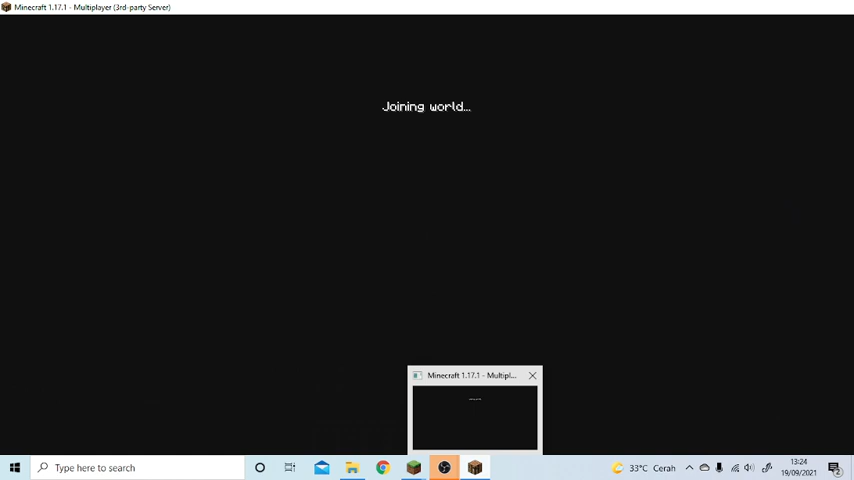 Minecraft 1.17.1 - Multiplayer (3rd-party Server)
Joining world...
Minecraft 1.17.1 - Multipl...
Type here to search
33°C Cerah
13:24
19/09/2021
2